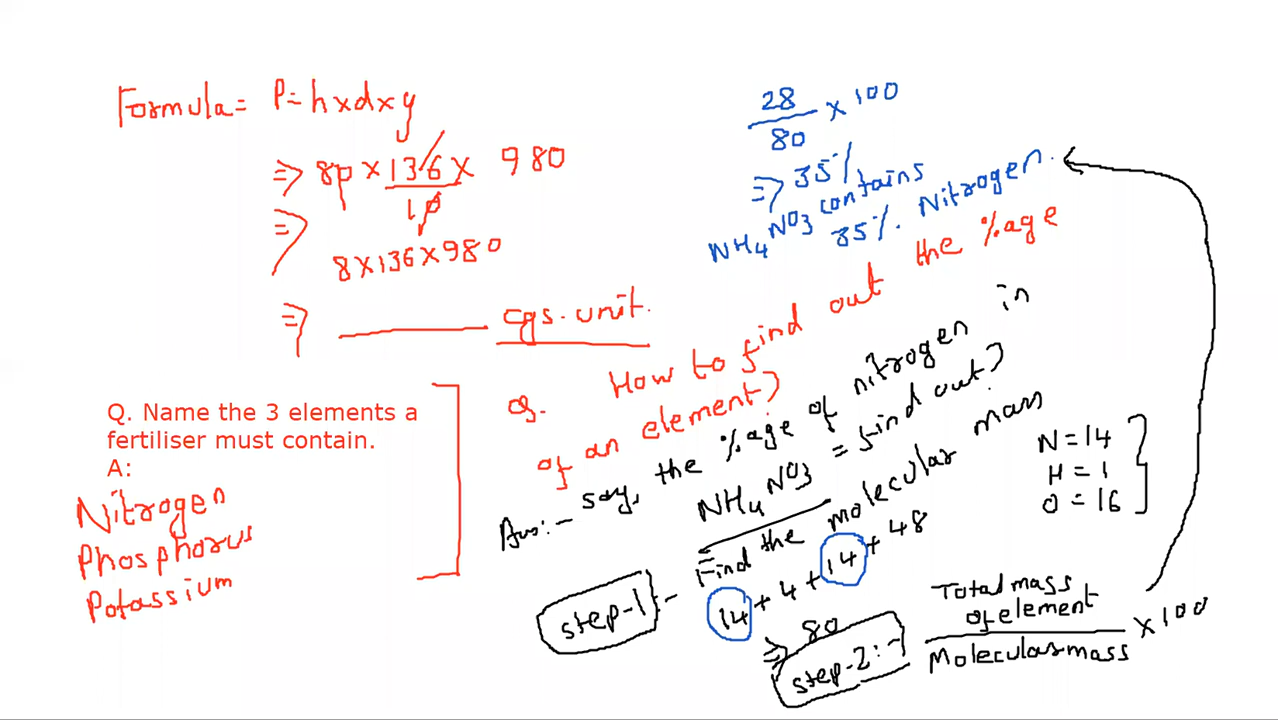 Formula = P = h x d x g
⇒ 80 × 136 × 980
10
⇒
8 × 136 × 980
⇒ ______ cgs. unit.
Q. Name the 3 elements a
fertiliser must contain.
A:
Nitrogen
Phosphorus
Potassium
28
80
× 100
⇒ 35%
NH4NO3 contains
35%. Nitrogen.
Q. How to find out the %age
of an element?
Ans:- say, the %age of nitrogen in
NH4NO3 = find out?
step-1:- Find the molecular mass
14 + 4 + 14 + 48
⇒ 80
N = 14
H = 1
O = 16
step-2:-
Total mass
of element
Molecular mass
× 100